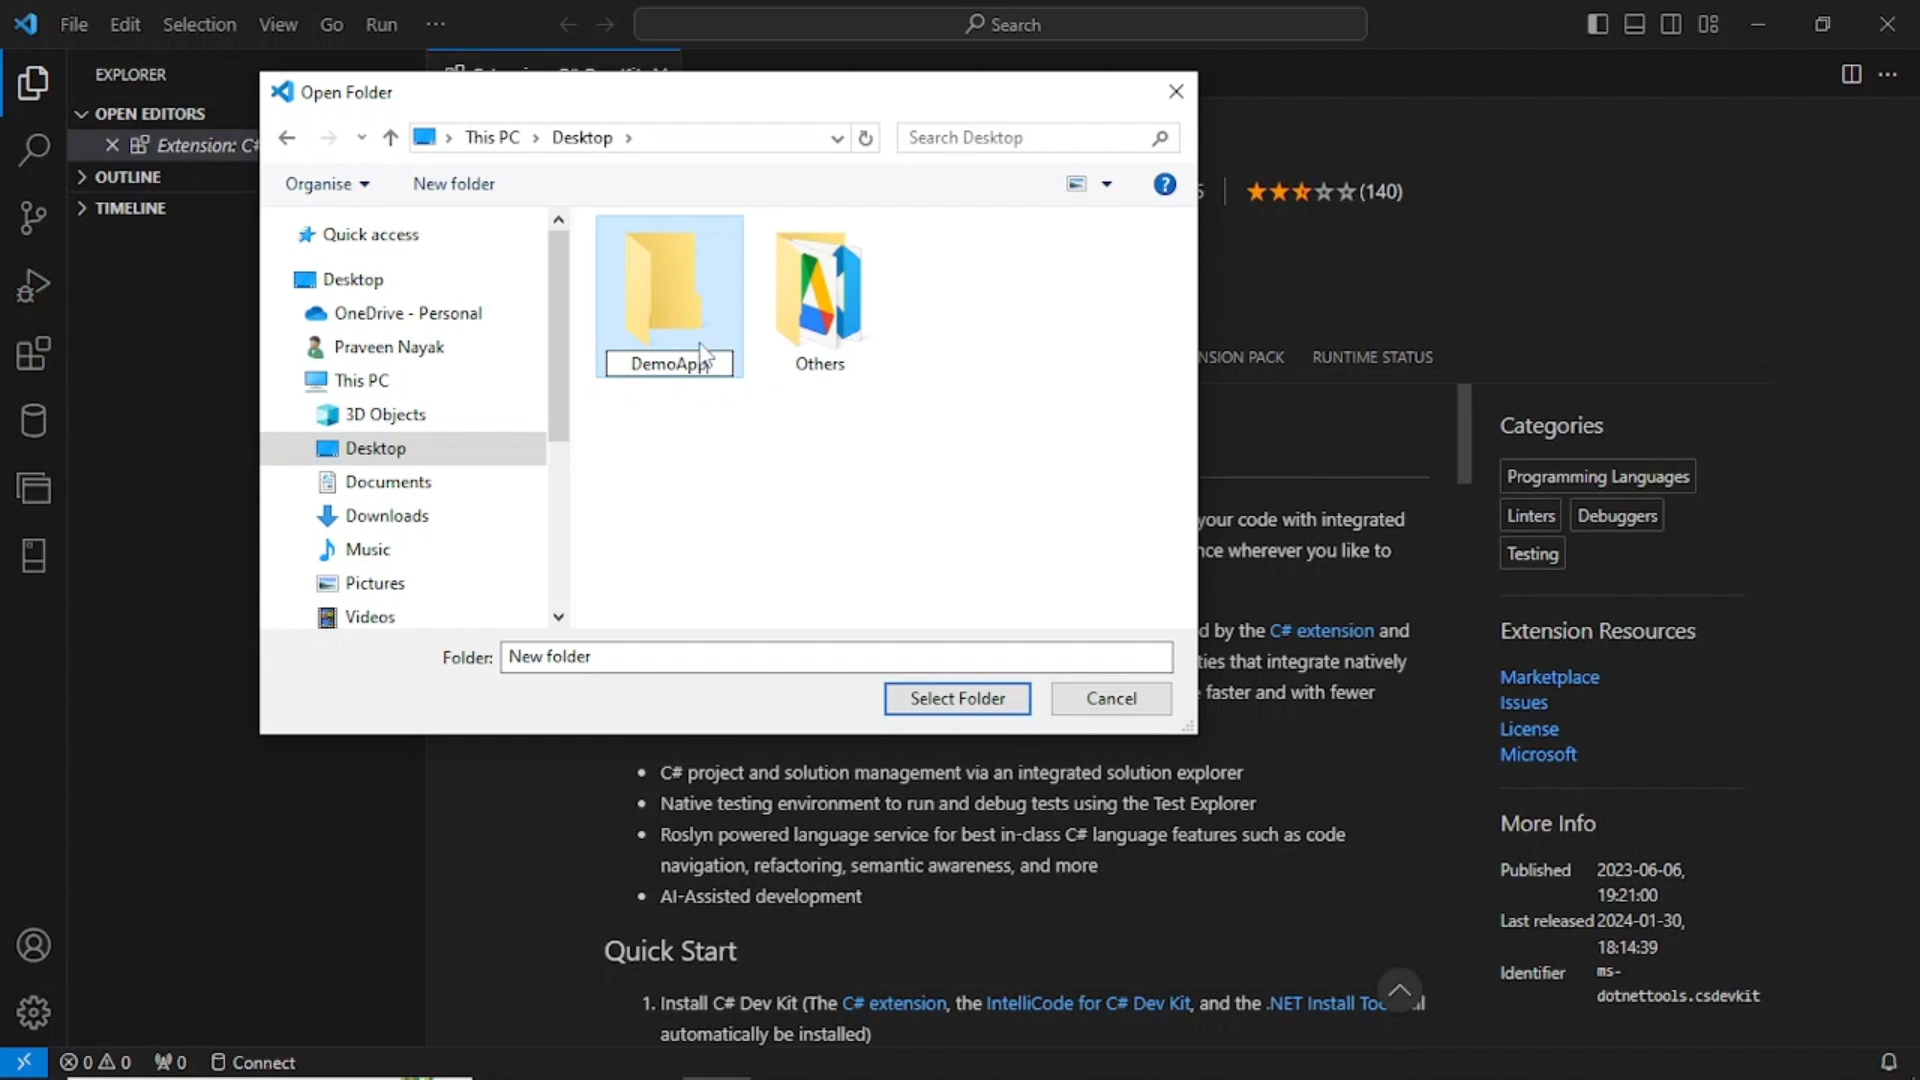 File Edit Selection View Go Run ···
Search
EXPLORER
OPEN EDITORS
Extension: C#
OUTLINE
TIMELINE
Open Folder
This PC › Desktop ›
Search Desktop
Organise
New folder
Quick access
Desktop
OneDrive - Personal
Praveen Nayak
This PC
3D Objects
Desktop
Documents
Downloads
Music
Pictures
Videos
DemoApp
Others
Folder: New folder
Select Folder
Cancel
(140)
NSION PACK
RUNTIME STATUS
your code with integrated
nce wherever you like to
d by the C# extension and
ties that integrate natively
faster and with fewer
• C# project and solution management via an integrated solution explorer
• Native testing environment to run and debug tests using the Test Explorer
• Roslyn powered language service for best in-class C# language features such as code
navigation, refactoring, semantic awareness, and more
• AI-Assisted development
Quick Start
1. Install C# Dev Kit (The C# extension, the IntelliCode for C# Dev Kit, and the .NET Install
automatically be installed)
Categories
Programming Languages
Linters
Debuggers
Testing
Extension Resources
Marketplace
Issues
License
Microsoft
More Info
Published 2023-06-06,
19:21:00
Last released 2024-01-30,
18:14:39
Identifier ms-
dotnettools.csdevkit
0 0 0 Connect